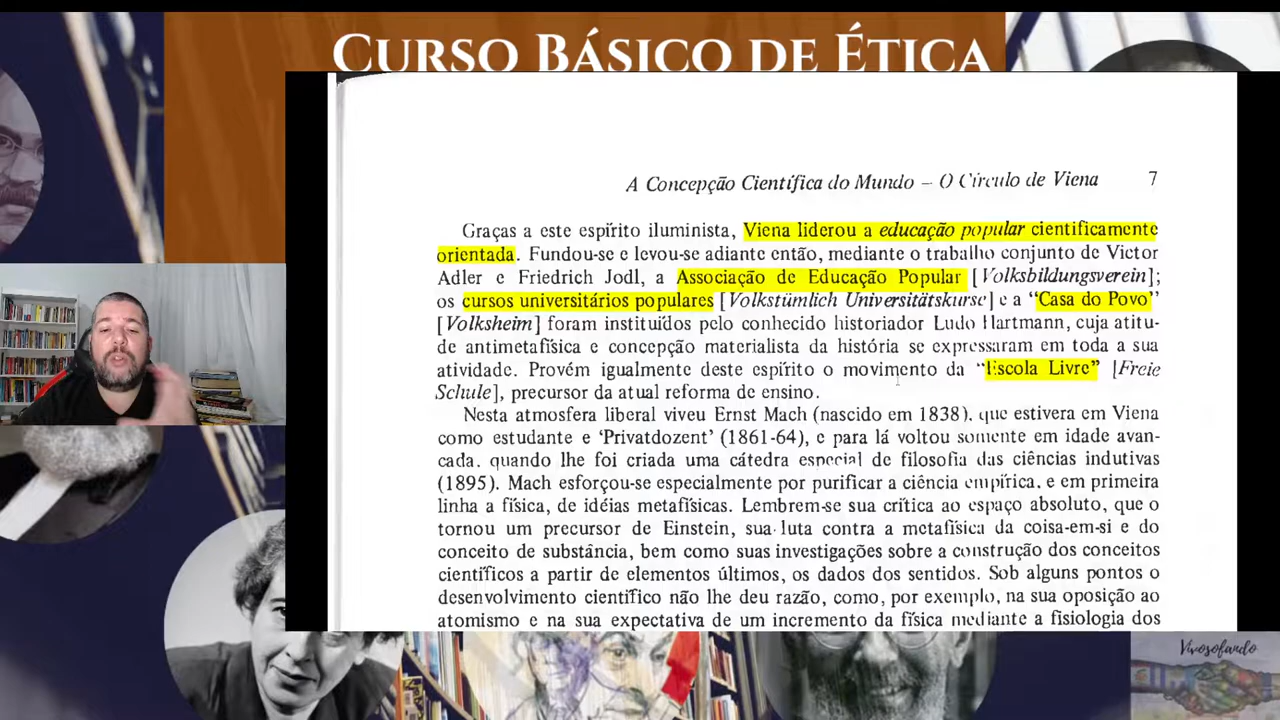 CURSO BÁSICO DE ÉTICA
A Concepção Científica do Mundo – O Círculo de Viena 7
Graças a este espírito iluminista, Viena liderou a educação popular cientificamente
orientada. Fundou-se e levou-se adiante então, mediante o trabalho conjunto de Victor
Adler e Friedrich Jodl, a Associação de Educação Popular [Volksbildungsverein];
os cursos universitários populares [Volkstümlich Universitätskurse] e a “Casa do Povo”
[Volksheim] foram instituídos pelo conhecido historiador Ludo Hartmann, cuja atitu-
de antimetafísica e concepção materialista da história se expressaram em toda a sua
atividade. Provém igualmente deste espírito o movimento da “Escola Livre” [Freie
Schule], precursor da atual reforma de ensino.
Nesta atmosfera liberal viveu Ernst Mach (nascido em 1838), que estivera em Viena
como estudante e ‘Privatdozent’ (1861-64), e para lá voltou somente em idade avan-
cada, quando lhe foi criada uma cátedra especial de filosofia das ciências indutivas
(1895). Mach esforçou-se especialmente por purificar a ciência empírica, e em primeira
linha a física, de idéias metafísicas. Lembrem-se sua crítica ao espaço absoluto, que o
tornou um precursor de Einstein, sua luta contra a metafísica da coisa-em-si e do
conceito de substância, bem como suas investigações sobre a construção dos conceitos
científicos a partir de elementos últimos, os dados dos sentidos. Sob alguns pontos o
desenvolvimento científico não lhe deu razão, como, por exemplo, na sua oposição ao
atomismo e na sua expectativa de um incremento da física mediante a fisiologia dos
Vivosofando